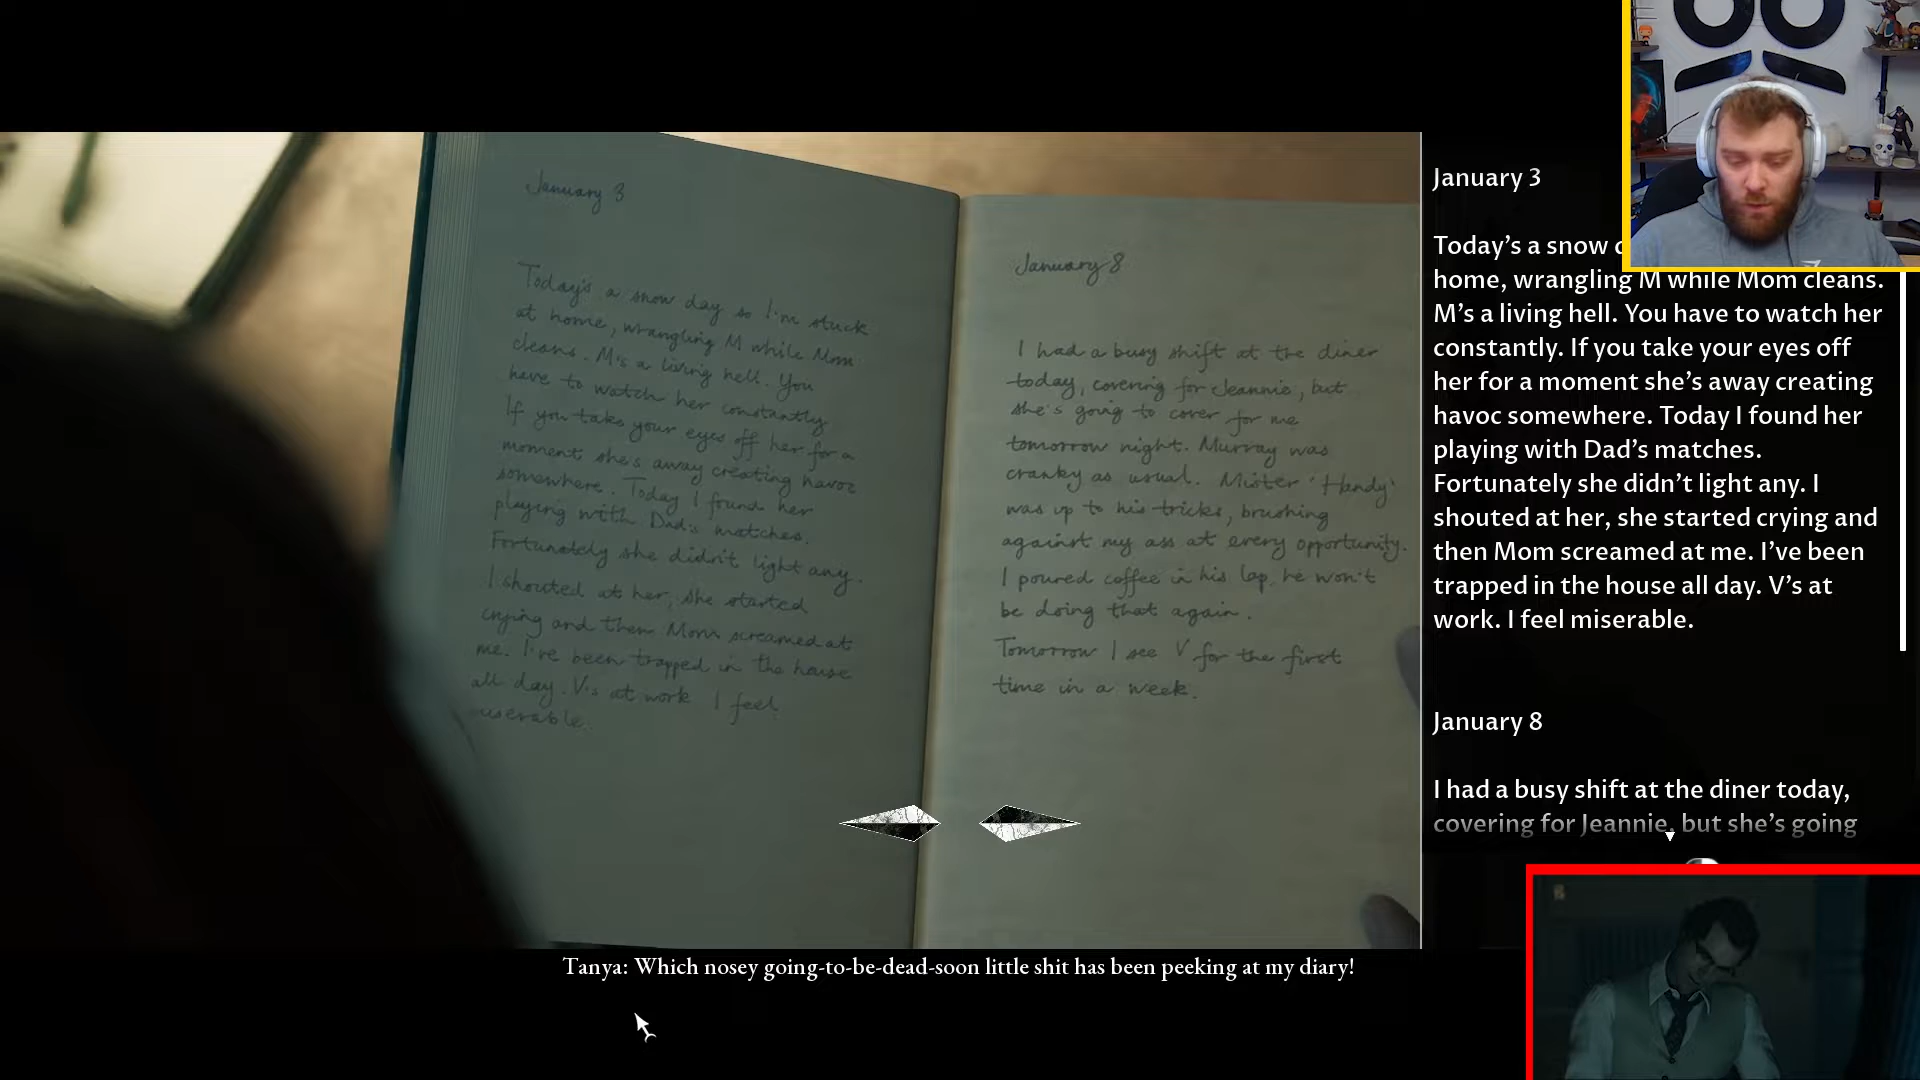 January 3
Today's a snow day so I'm stuck
at home, wrangling M while Mom
cleans. M's a living hell. You
have to watch her constantly
If you take your eyes off her for a
moment she's away creating havoc
somewhere. Today I found her
playing with Dad's matches.
Fortunately she didn't light any.
I shouted at her, she started
crying and then Mom screamed at
me. I've been trapped in the house
all day. V's at work I feel
miserable.
January 8
I had a busy shift at the diner
today, covering for Jeannie, but
she's going to cover for me
tomorrow night. Murray was
cranky as usual. Mister 'Handy'
was up to his tricks, brushing
against my ass at every opportunity.
I poured coffee in his lap, he won't
be doing that again.
Tomorrow I see V for the first
time in a week.
January 3
Today's a snow
home, wrangling M while Mom cleans.
M's a living hell. You have to watch her
constantly. If you take your eyes off
her for a moment she's away creating
havoc somewhere. Today I found her
playing with Dad's matches.
Fortunately she didn't light any. I
shouted at her, she started crying and
then Mom screamed at me. I've been
trapped in the house all day. V's at
work. I feel miserable.
January 8
I had a busy shift at the diner today,
covering for Jeannie, but she's going
Tanya: Which nosey going-to-be-dead-soon little shit has been peeking at my diary!